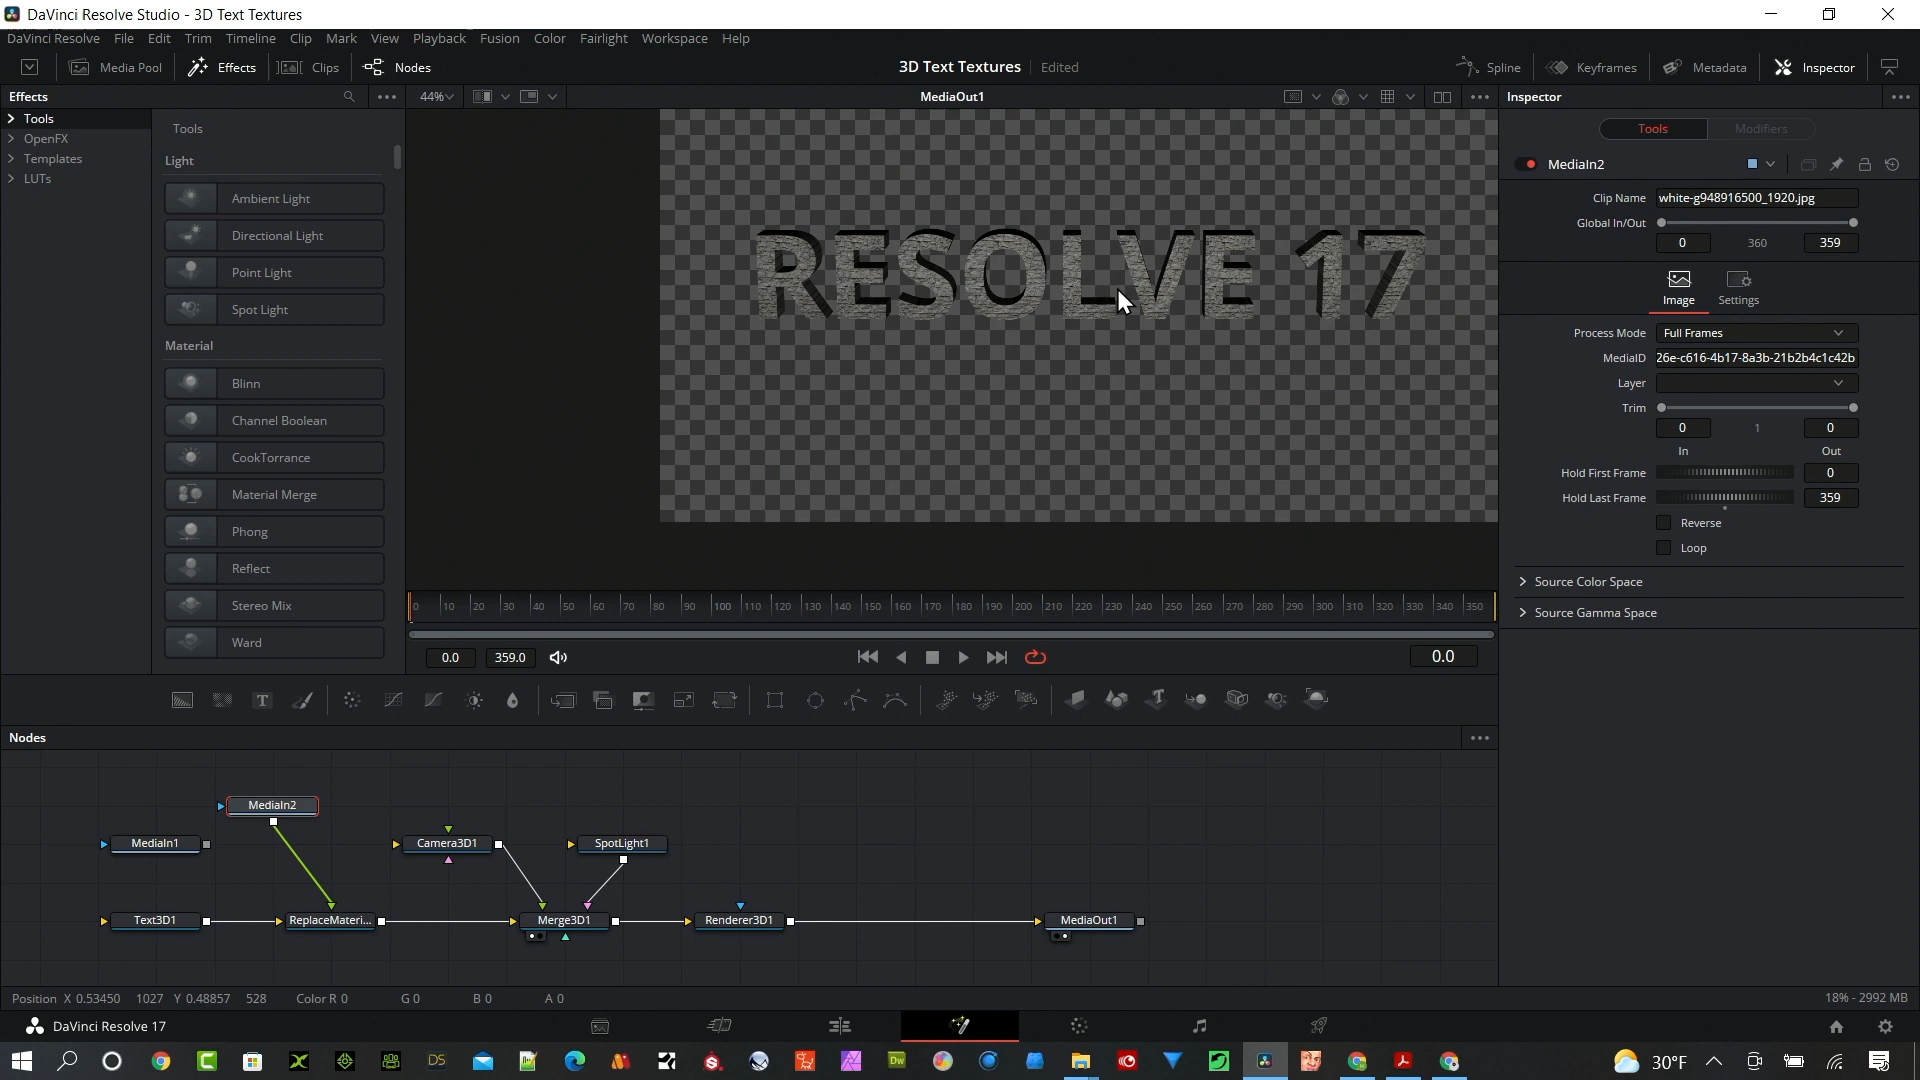 DaVinci Resolve Studio - 3D Text Textures
DaVinci Resolve File Edit Trim Timeline Clip Mark View Playback Fusion Color Fairlight Workspace Help
Media Pool Effects Clips Nodes 3D Text Textures Edited Spline Keyframes Metadata Inspector
Effects 44% MediaOut1 Inspector
Tools
OpenFX
Templates
LUTs
Tools
Light
Ambient Light
Directional Light
Point Light
Spot Light
Material
Blinn
Channel Boolean
CookTorrance
Material Merge
Phong
Reflect
Stereo Mix
Ward
RESOLVE 17
Tools Modifiers
MediaIn2
Clip Name white-g948916500_1920.jpg
Global In/Out
0 360 359
Image Settings
Process Mode Full Frames
MediaID 26e-c616-4b17-8a3b-21b2b4c1c42b
Layer
Trim
0 1 0
In Out
Hold First Frame 0
Hold Last Frame 359
Reverse
Loop
Source Color Space
Source Gamma Space
0 10 20 30 40 50 60 70 80 90 100 110 120 130 140 150 160 170 180 190 200 210 220 230 240 250 260 270 280 290 300 310 320 330 340 350
0.0 359.0 0.0
Nodes
MediaIn2
MediaIn1 Camera3D1 SpotLight1
Text3D1 ReplaceMateri... Merge3D1 Renderer3D1 MediaOut1
Position X 0.53450 1027 Y 0.48857 528 Color R 0 G 0 B 0 A 0 18% - 2992 MB
DaVinci Resolve 17
DS Dw 30°F